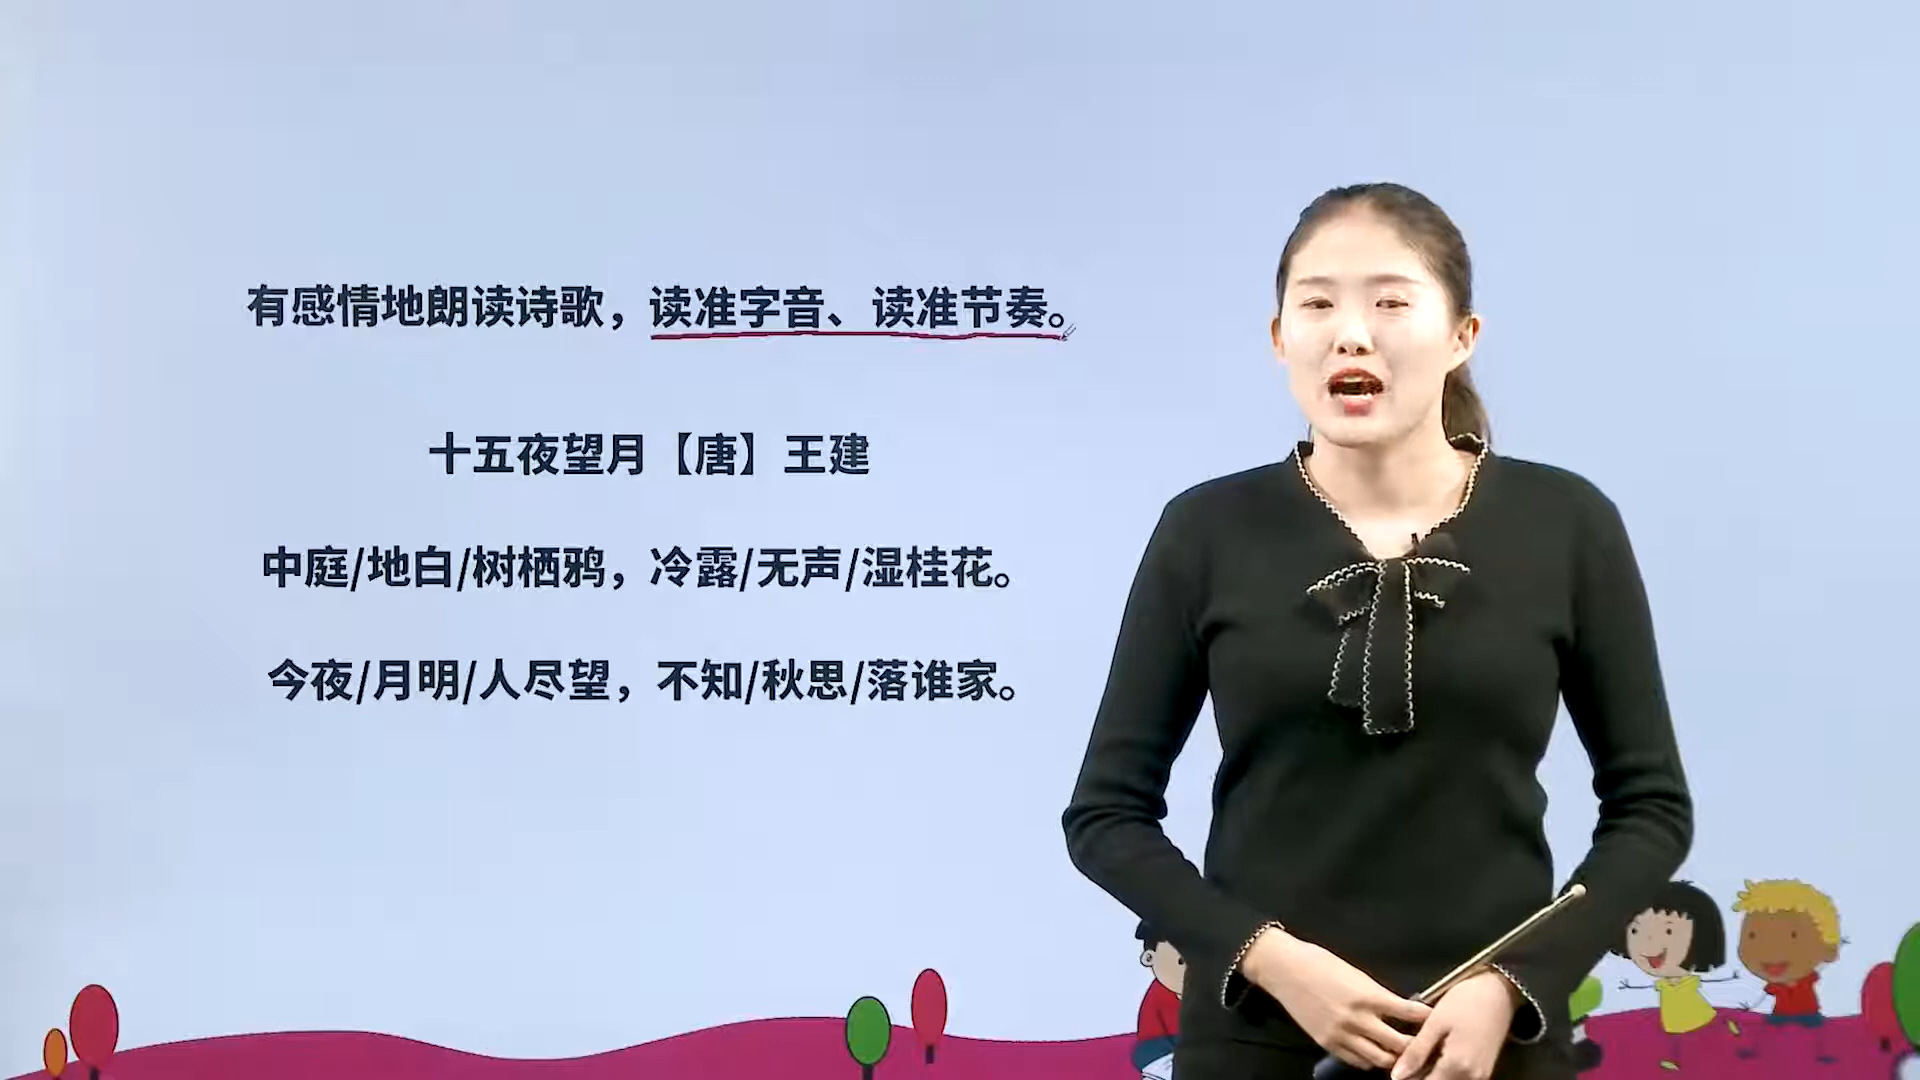 有感情地朗读诗歌，读准字音、读准节奏。
十五夜望月【唐】王建
中庭/地白/树栖鸦，冷露/无声/湿桂花。
今夜/月明/人尽望，不知/秋思/落谁家。